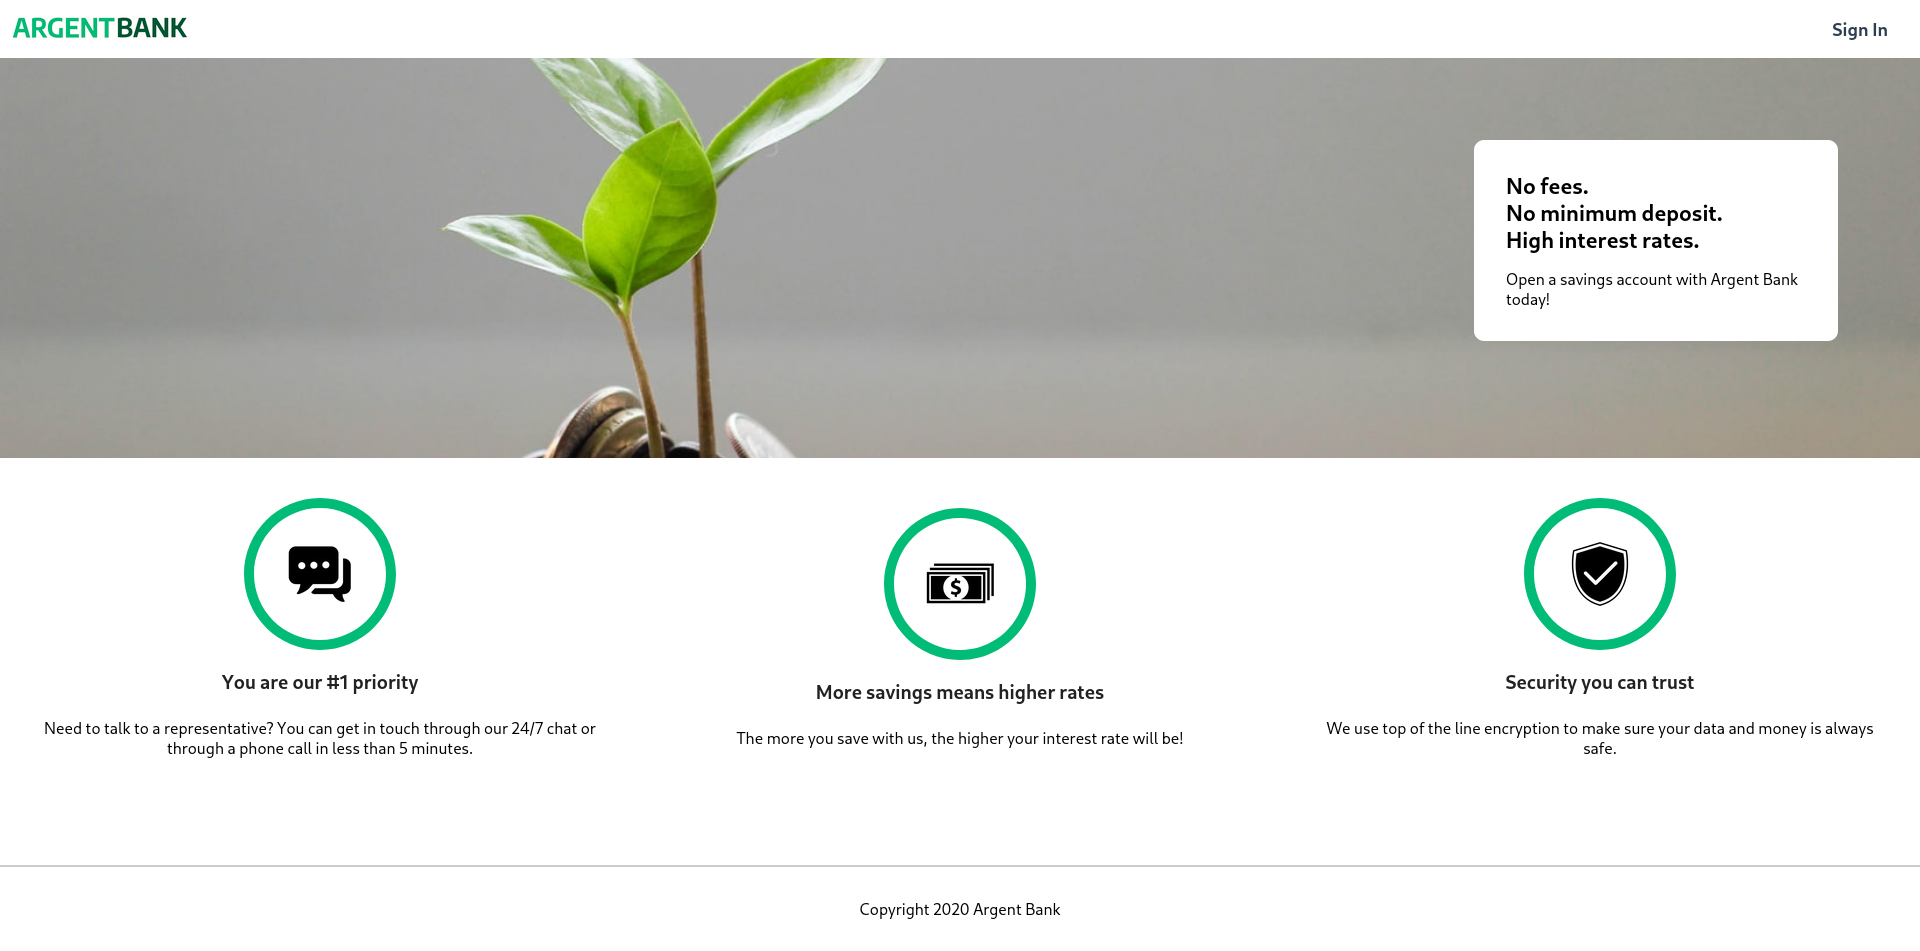 ARGENTBANK
Sign In
No fees.
No minimum deposit.
High interest rates.
Open a savings account with Argent Bank
today!
You are our #1 priority
Need to talk to a representative? You can get in touch through our 24/7 chat or
through a phone call in less than 5 minutes.
More savings means higher rates
The more you save with us, the higher your interest rate will be!
Security you can trust
We use top of the line encryption to make sure your data and money is always
safe.
Copyright 2020 Argent Bank